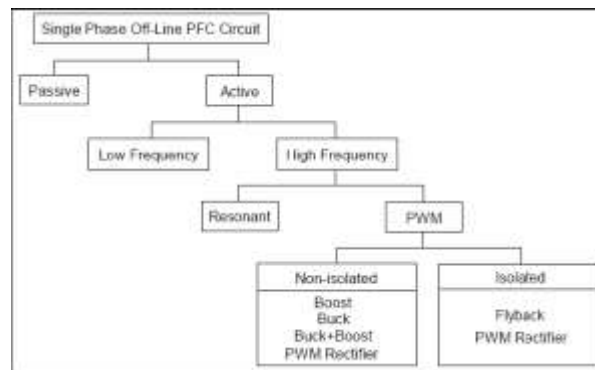 Single Phase Off-Line PFC Circuit
Passive
Active
Low Frequency
High Frequency
Resonant
PWM
Non-isolated
Boost
Buck
Buck+Boost
PWM Rectifier
Isolated
Flyback
PWM Rectifier